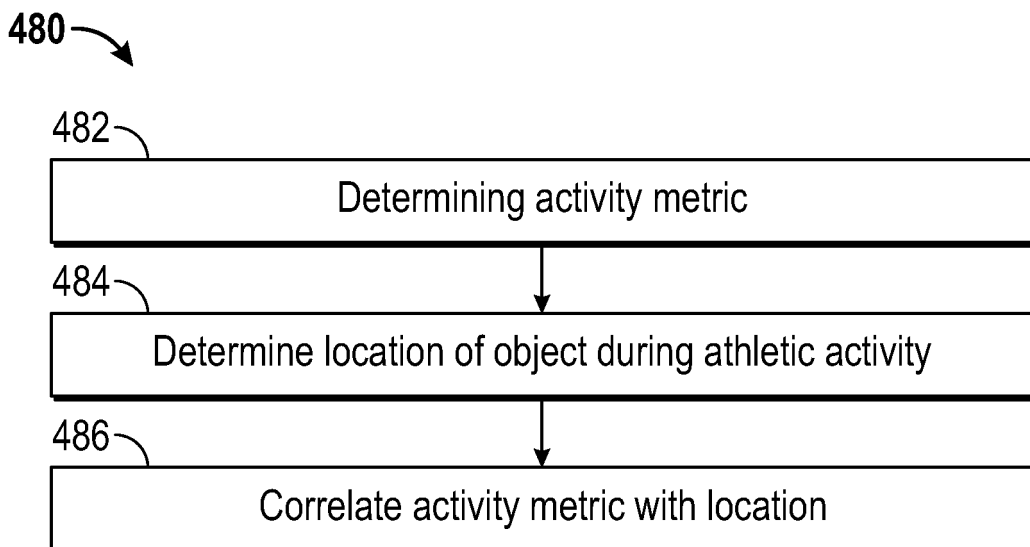 480
482
Determining activity metric
484
Determine location of object during athletic activity
486
Correlate activity metric with location